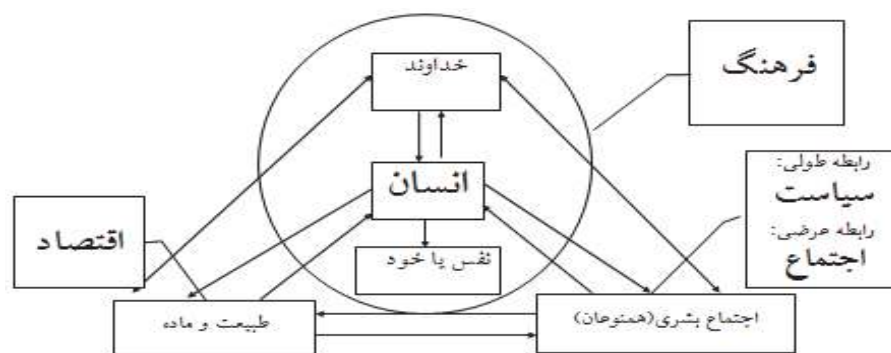 خداوند
فرهنگ
انسان
رابطه طولی:
سیاست
رابطه عرضی:
اجتماع
اقتصاد
نفس یا خود
طبیعت و ماده
اجتماع بشری(همنوعان)